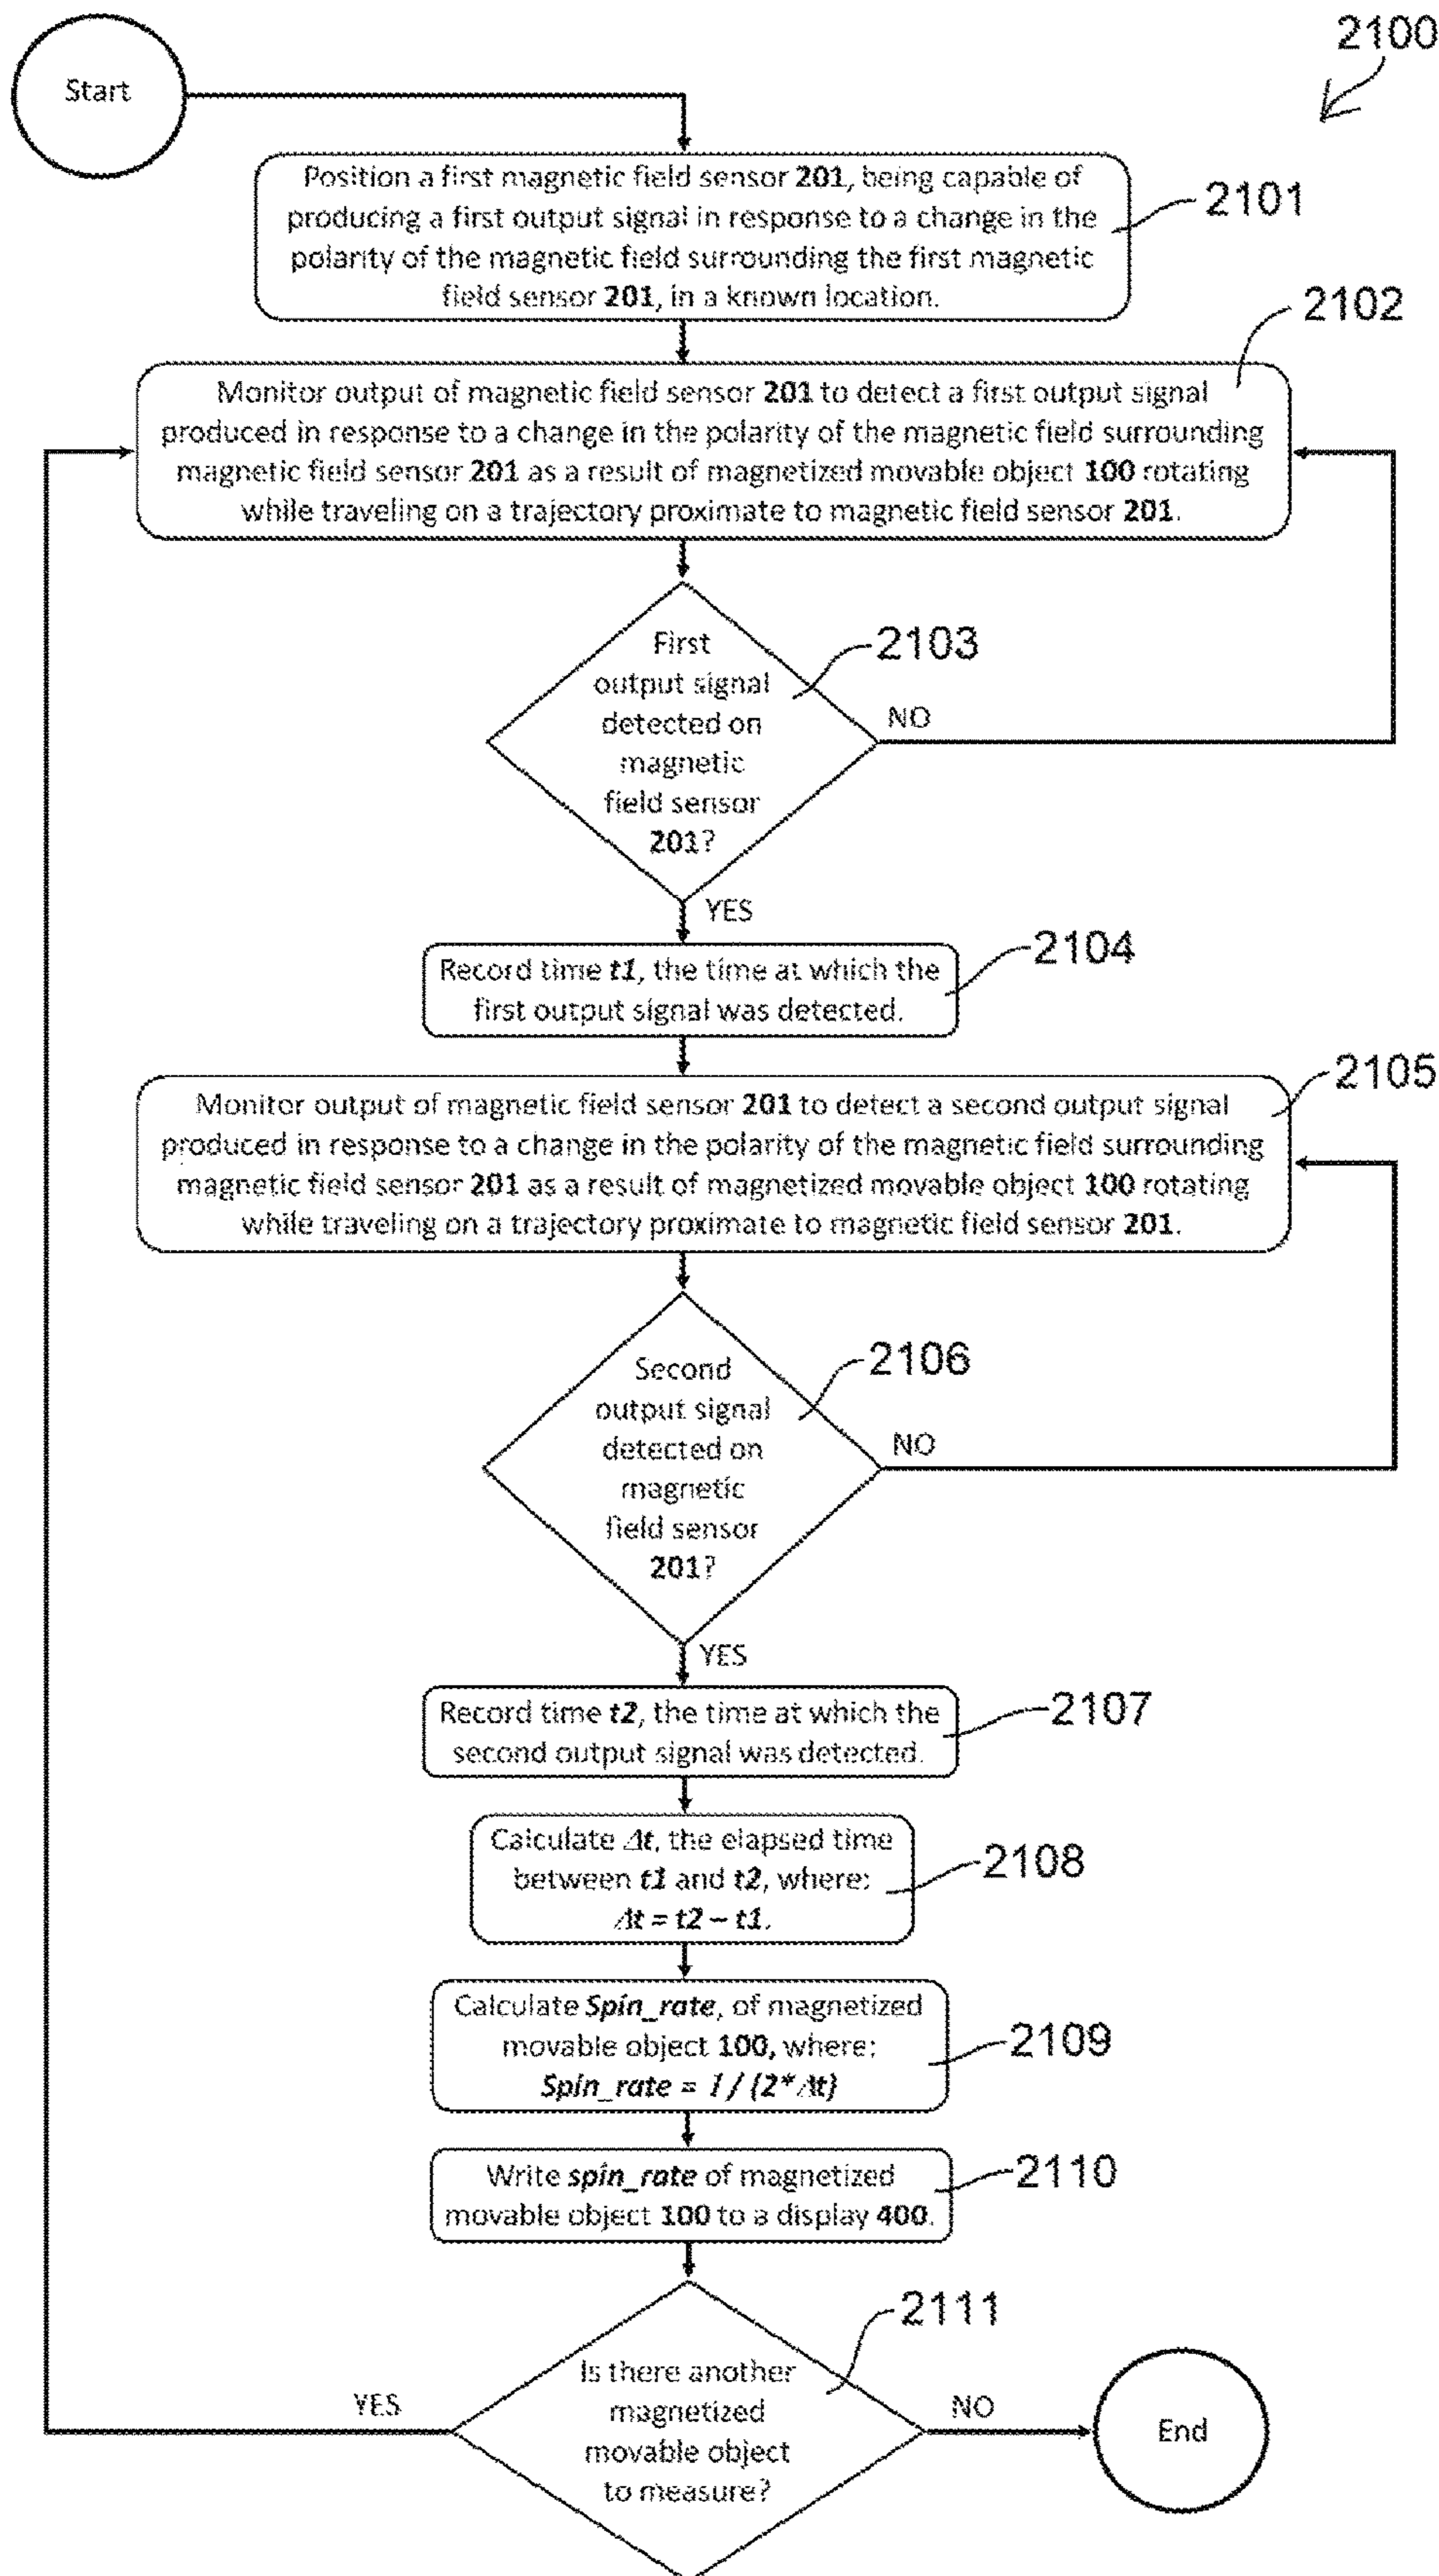 2100
Start
Position a first magnetic field sensor 201, being capable of
producing a first output signal in response to a change in the
polarity of the magnetic field surrounding the first magnetic
field sensor 201, in a known location.
2101
2102
Monitor output of magnetic field sensor 201 to detect a first output signal
produced in response to a change in the polarity of the magnetic field surrounding
magnetic field sensor 201 as a result of magnetized movable object 100 rotating
while traveling on a trajectory proximate to magnetic field sensor 201.
First
output signal
detected on
magnetic
field sensor
201?
2103
NO
YES
Record time t1, the time at which the
first output signal was detected.
2104
2105
Monitor output of magnetic field sensor 201 to detect a second output signal
produced in response to a change in the polarity of the magnetic field surrounding
magnetic field sensor 201 as a result of magnetized movable object 100 rotating
while traveling on a trajectory proximate to magnetic field sensor 201.
Second
output signal
detected on
magnetic
field sensor
201?
2106
NO
YES
Record time t2, the time at which the
second output signal was detected.
2107
Calculate Δt, the elapsed time
between t1 and t2, where:
Δt = t2 – t1.
2108
Calculate Spin_rate, of magnetized
movable object 100, where:
Spin_rate = 1 / (2*Δt)
2109
Write spin_rate of magnetized
movable object 100 to a display 400.
2110
2111
Is there another
magnetized
movable object
to measure?
YES
NO
End